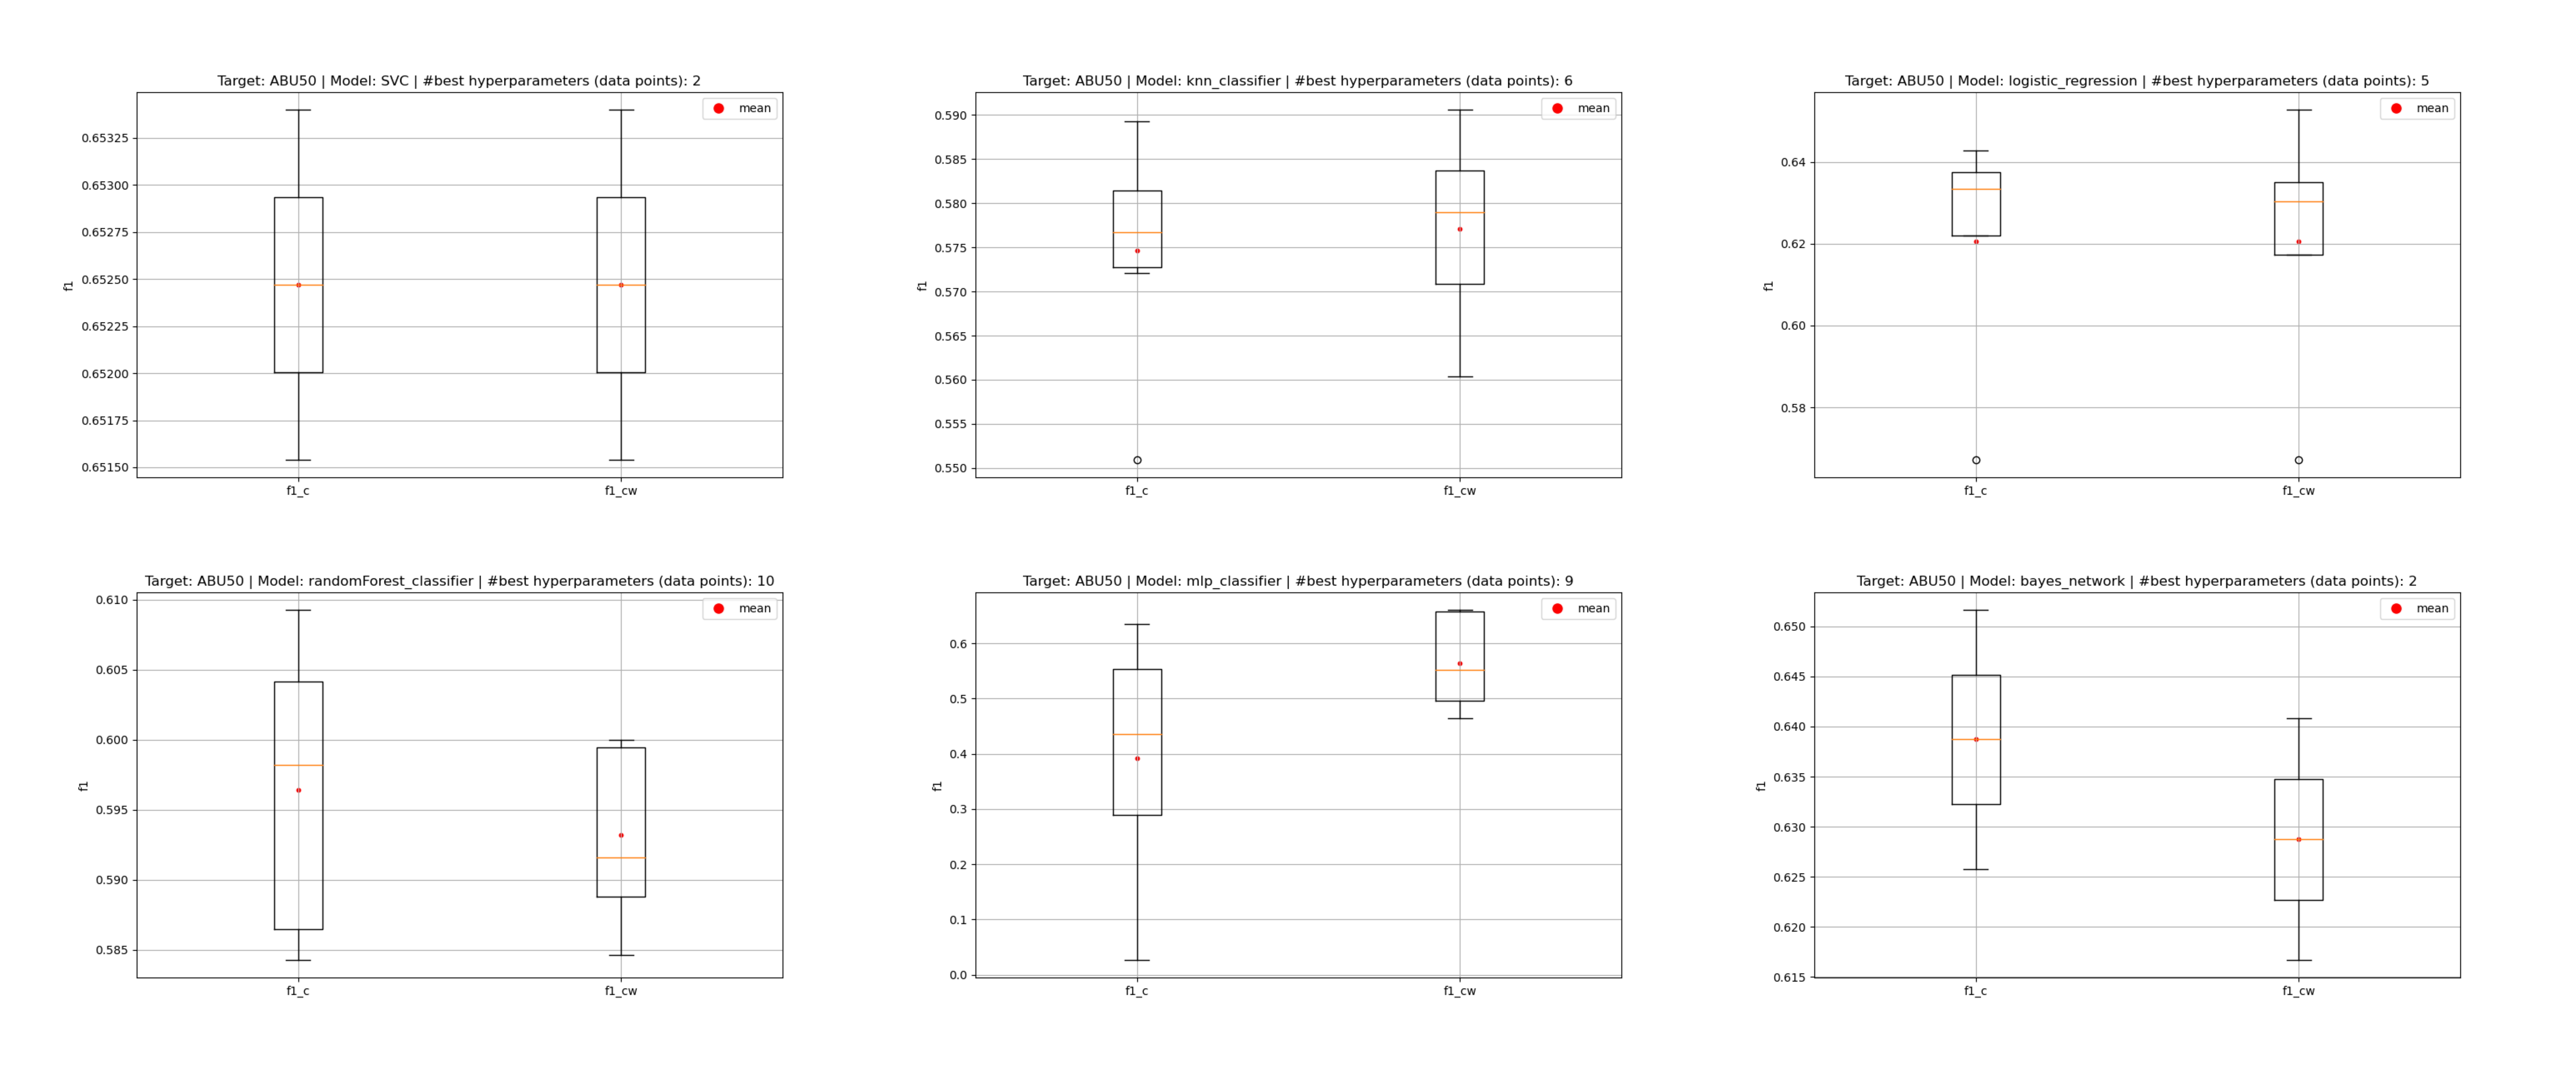 Target: ABU50 | Model: SVC | #best hyperparameters (data points): 2
mean
0.65325
0.65300
0.65275
0.65250
0.65225
0.65200
0.65175
0.65150
f1
f1_c
f1_cw
Target: ABU50 | Model: knn_classifier | #best hyperparameters (data points): 6
mean
0.590
0.585
0.580
0.575
0.570
0.565
0.560
0.555
0.550
f1
f1_c
f1_cw
Target: ABU50 | Model: logistic_regression | #best hyperparameters (data points): 5
mean
0.64
0.62
0.60
0.58
f1
f1_c
f1_cw
Target: ABU50 | Model: randomForest_classifier | #best hyperparameters (data points): 10
mean
0.610
0.605
0.600
0.595
0.590
0.585
f1
f1_c
f1_cw
Target: ABU50 | Model: mlp_classifier | #best hyperparameters (data points): 9
mean
0.6
0.5
0.4
0.3
0.2
0.1
0.0
f1
f1_c
f1_cw
Target: ABU50 | Model: bayes_network | #best hyperparameters (data points): 2
mean
0.650
0.645
0.640
0.635
0.630
0.625
0.620
0.615
f1
f1_c
f1_cw